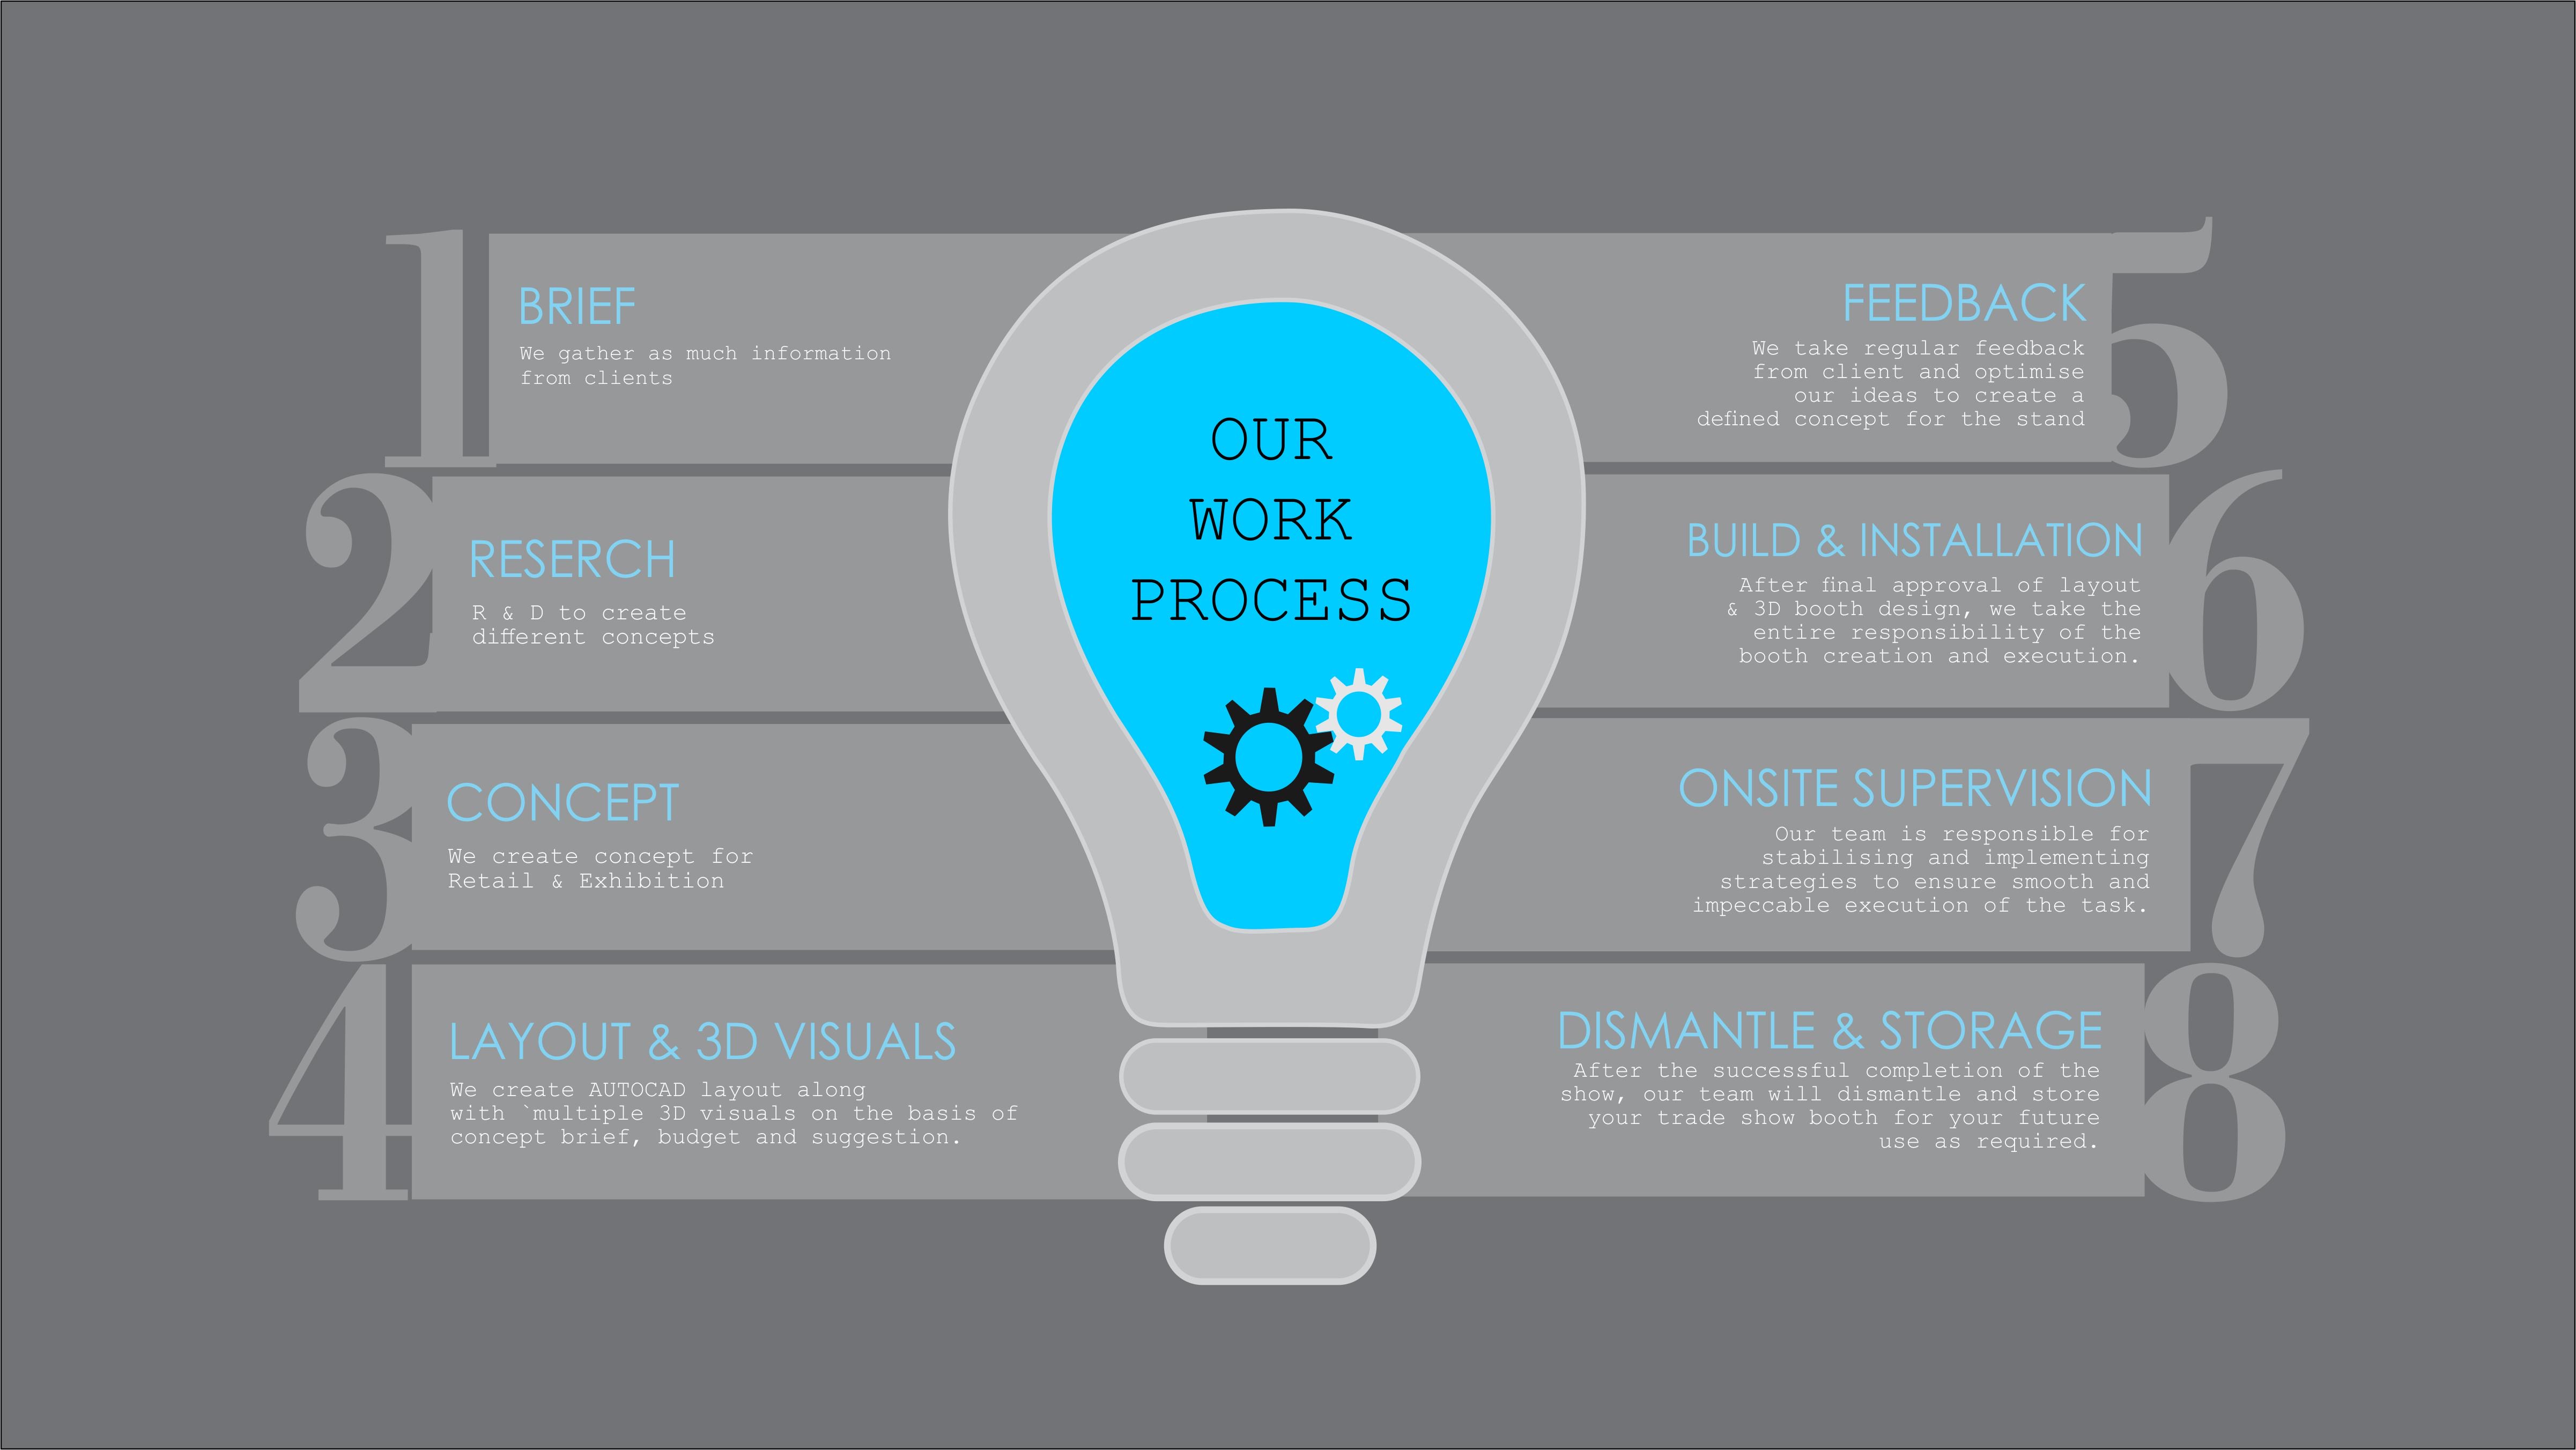 1
BRIEF
We gather as much information
from clients
2
RESERCH
R & D to create
different concepts
3
CONCEPT
We create concept for
Retail & Exhibition
4
LAYOUT & 3D VISUALS
We create AUTOCAD layout along
with `multiple 3D visuals on the basis of
concept brief, budget and suggestion.
OUR
WORK
PROCESS
5
FEEDBACK
We take regular feedback
from client and optimise
our ideas to create a
defined concept for the stand
6
BUILD & INSTALLATION
After final approval of layout
& 3D booth design, we take the
entire responsibility of the
booth creation and execution.
7
ONSITE SUPERVISION
Our team is responsible for
stabilising and implementing
strategies to ensure smooth and
impeccable execution of the task.
8
DISMANTLE & STORAGE
After the successful completion of the
show, our team will dismantle and store
your trade show booth for your future
use as required.